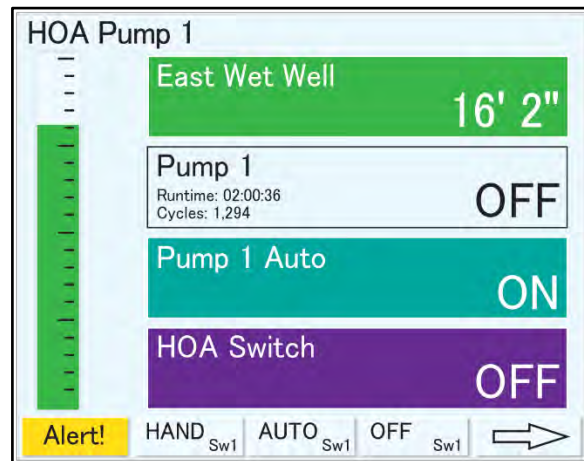 HOA Pump 1
East Wet Well
16' 2"
Pump 1
Runtime: 02:00:36
Cycles: 1,294
OFF
Pump 1 Auto
ON
HOA Switch
OFF
Alert!
HAND Sw1
AUTO Sw1
OFF Sw1